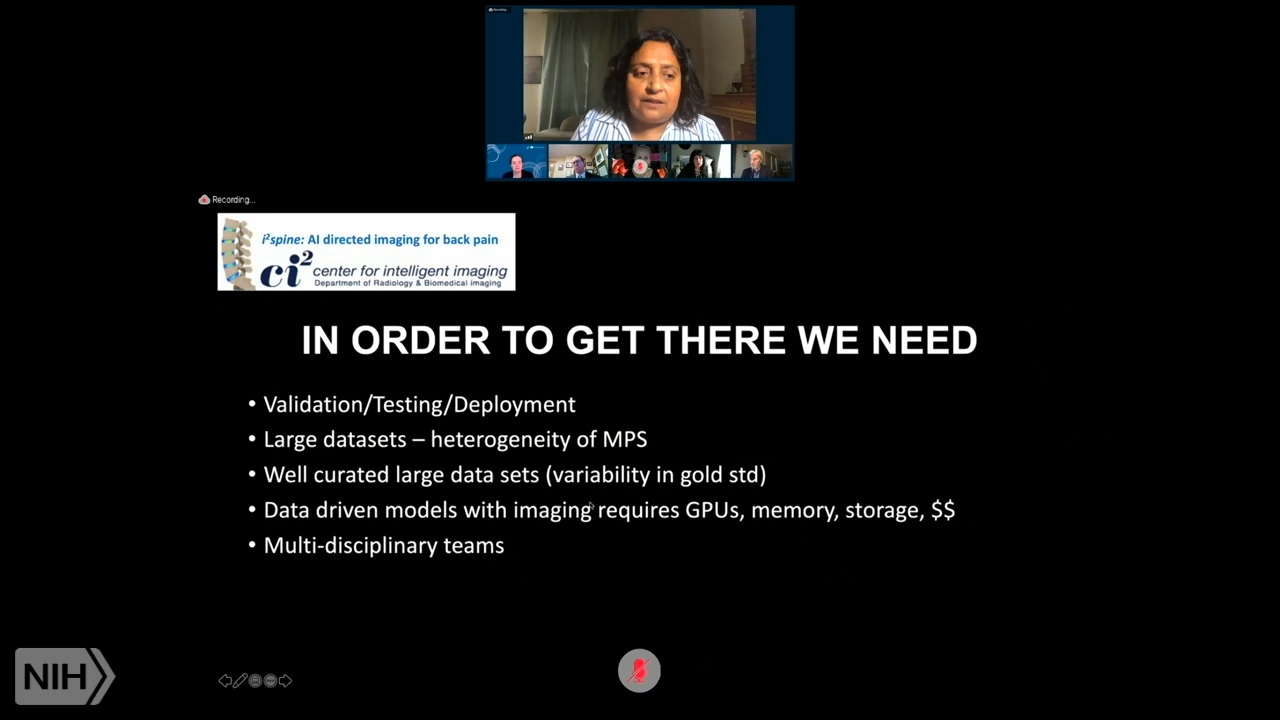 Recording...
i²spine: AI directed imaging for back pain
ci² center for intelligent imaging
Department of Radiology & Biomedical imaging
IN ORDER TO GET THERE WE NEED
• Validation/Testing/Deployment
• Large datasets – heterogeneity of MPS
• Well curated large data sets (variability in gold std)
• Data driven models with imaging requires GPUs, memory, storage, $$
• Multi-disciplinary teams
NIH